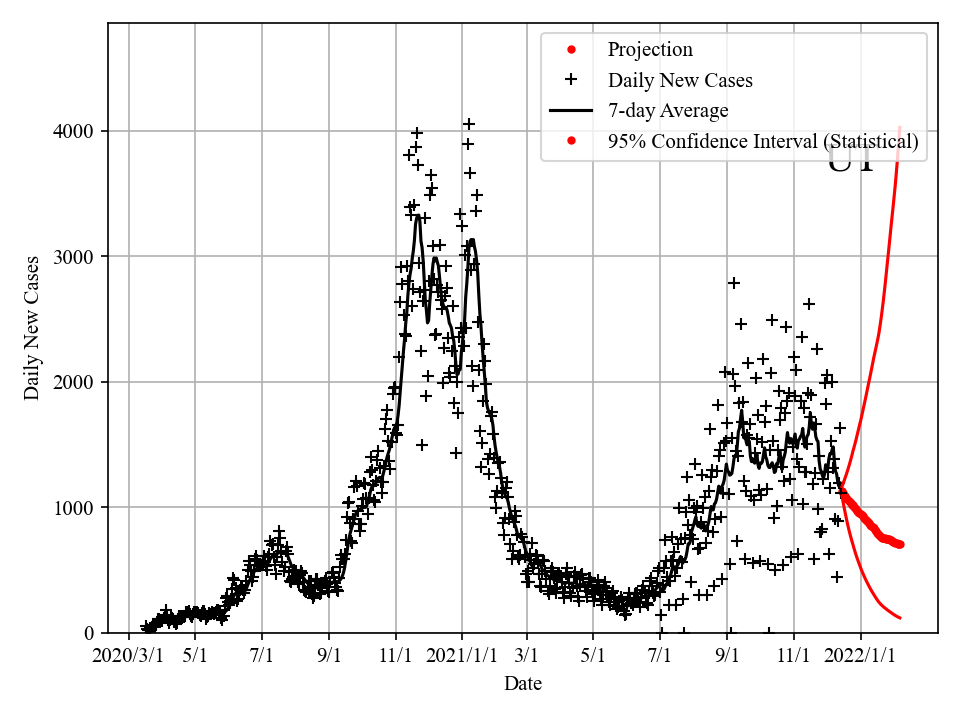 Projection
Daily New Cases
7-day Average
95% Confidence Interval (Statistical)
UT
4000
3000
2000
1000
0
Daily New Cases
2020/3/1 5/1 7/1 9/1 11/1 2021/1/1 3/1 5/1 7/1 9/1 11/1 2022/1/1
Date